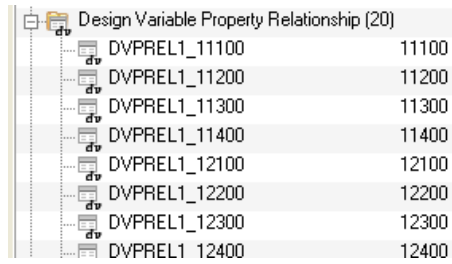 Design Variable Property Relationship (20)
DVPREL1_11100 11100
DVPREL1_11200 11200
DVPREL1_11300 11300
DVPREL1_11400 11400
DVPREL1_12100 12100
DVPREL1_12200 12200
DVPREL1_12300 12300
DVPREL1_12400 12400